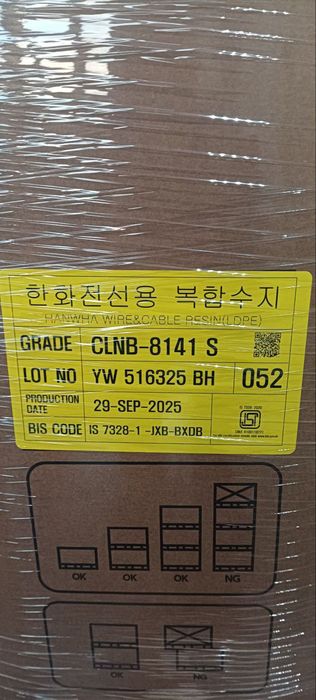 한화전선용 복합수지
HANWHA WIRE&CABLE RESIN(LDPE)
GRADE CLNB-8141 S
LOT NO YW 516325 BH 052
PRODUCTION DATE 29-SEP-2025
BIS CODE IS 7328-1 -JXB-BXDB
OK OK OK NG
OK NG